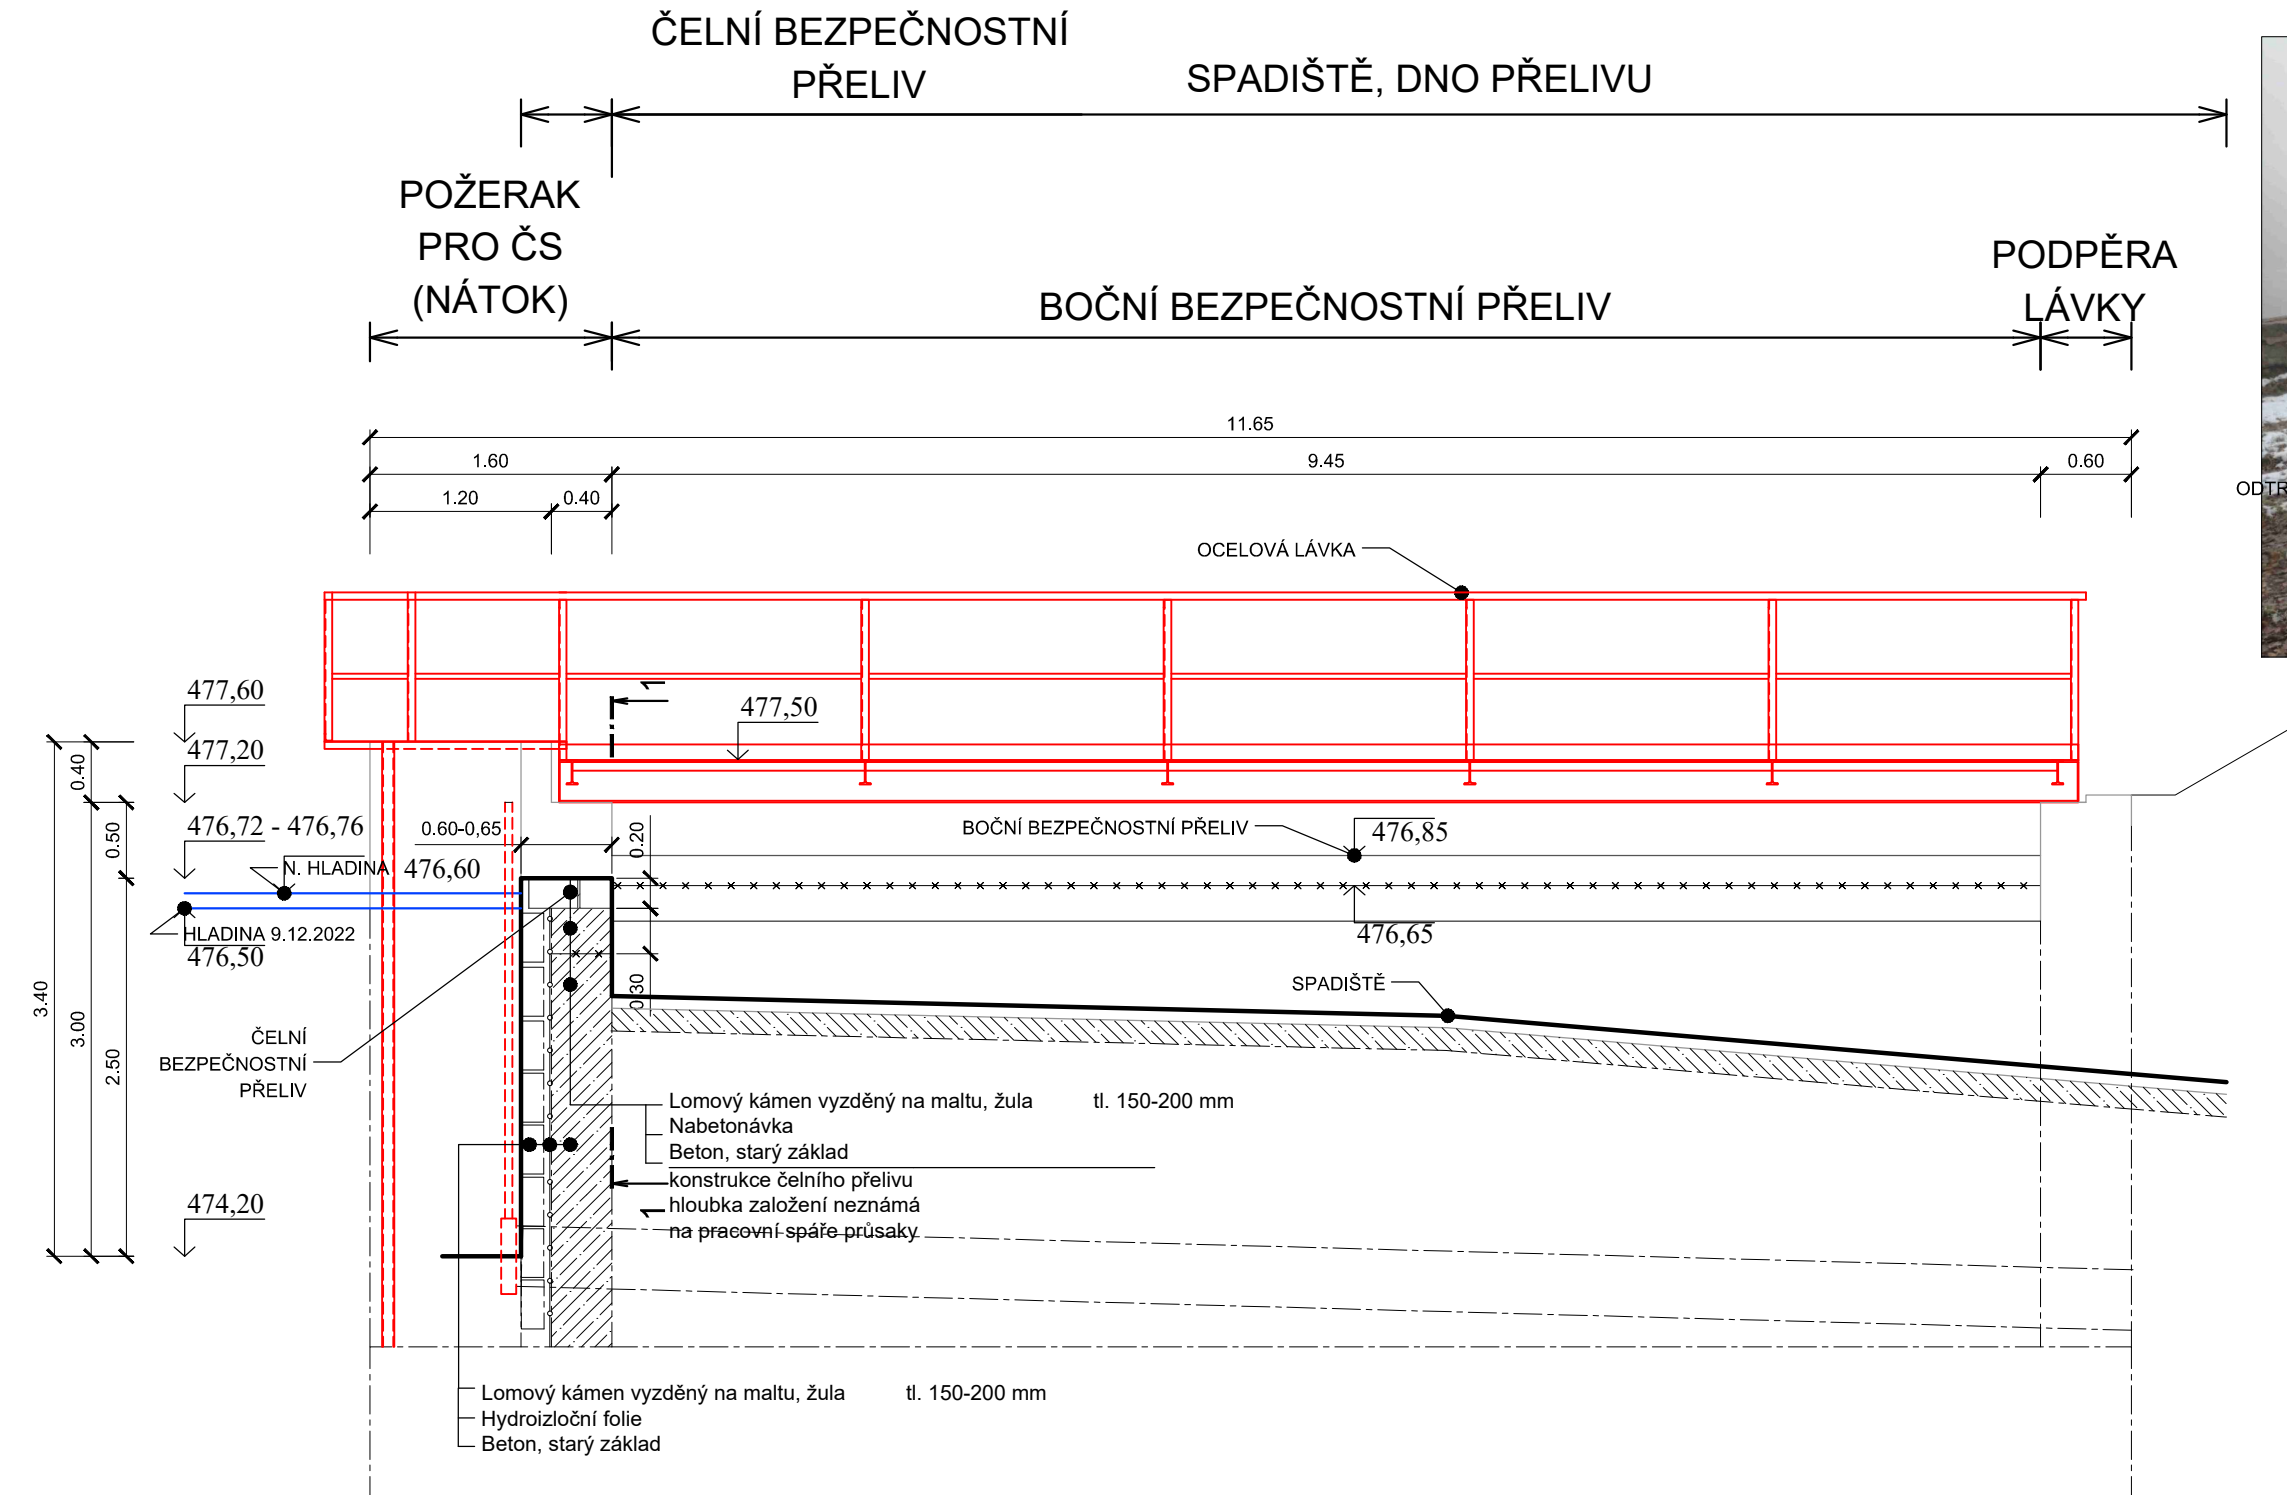 ČELNÍ BEZPEČNOSTNÍ
PŘELIV
SPADIŠTĚ, DNO PŘELIVU
POŽERAK
PRO ČS
(NÁTOK)
BOČNÍ BEZPEČNOSTNÍ PŘELIV
PODPĚRA
LÁVKY
11.65
1.60
9.45
0.60
1.20
0.40
ODTR
OCELOVÁ LÁVKA
477,60
1
477,50
477,20
0.40
476,72 - 476,76
0.60-0,65
0.50
0.20
BOČNÍ BEZPEČNOSTNÍ PŘELIV
476,85
N. HLADINA
476,60
HLADINA 9.12.2022
476,50
476,65
0.30
SPADIŠTĚ
3.40
3.00
2.50
ČELNÍ
BEZPEČNOSTNÍ
PŘELIV
Lomový kámen vyzděný na maltu, žula tl. 150-200 mm
Nabetonávka
Beton, starý základ
konstrukce čelního přelivu
hloubka založení neznámá
1
na pracovní spáře průsaky
474,20
Lomový kámen vyzděný na maltu, žula tl. 150-200 mm
Hydroizloční folie
Beton, starý základ